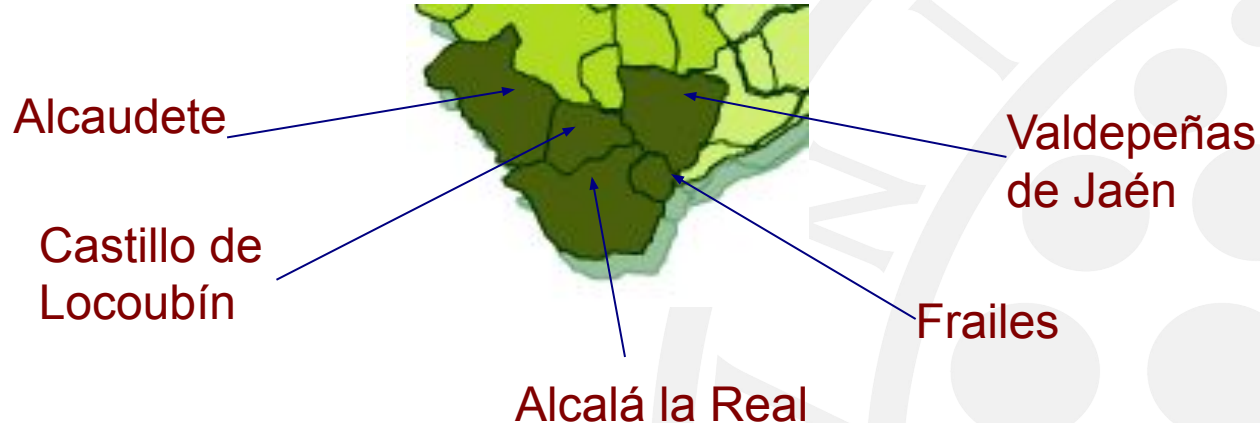 Alcaudete
Valdepeñas
de Jaén
Castillo de
Locoubín
Frailes
Alcalá la Real